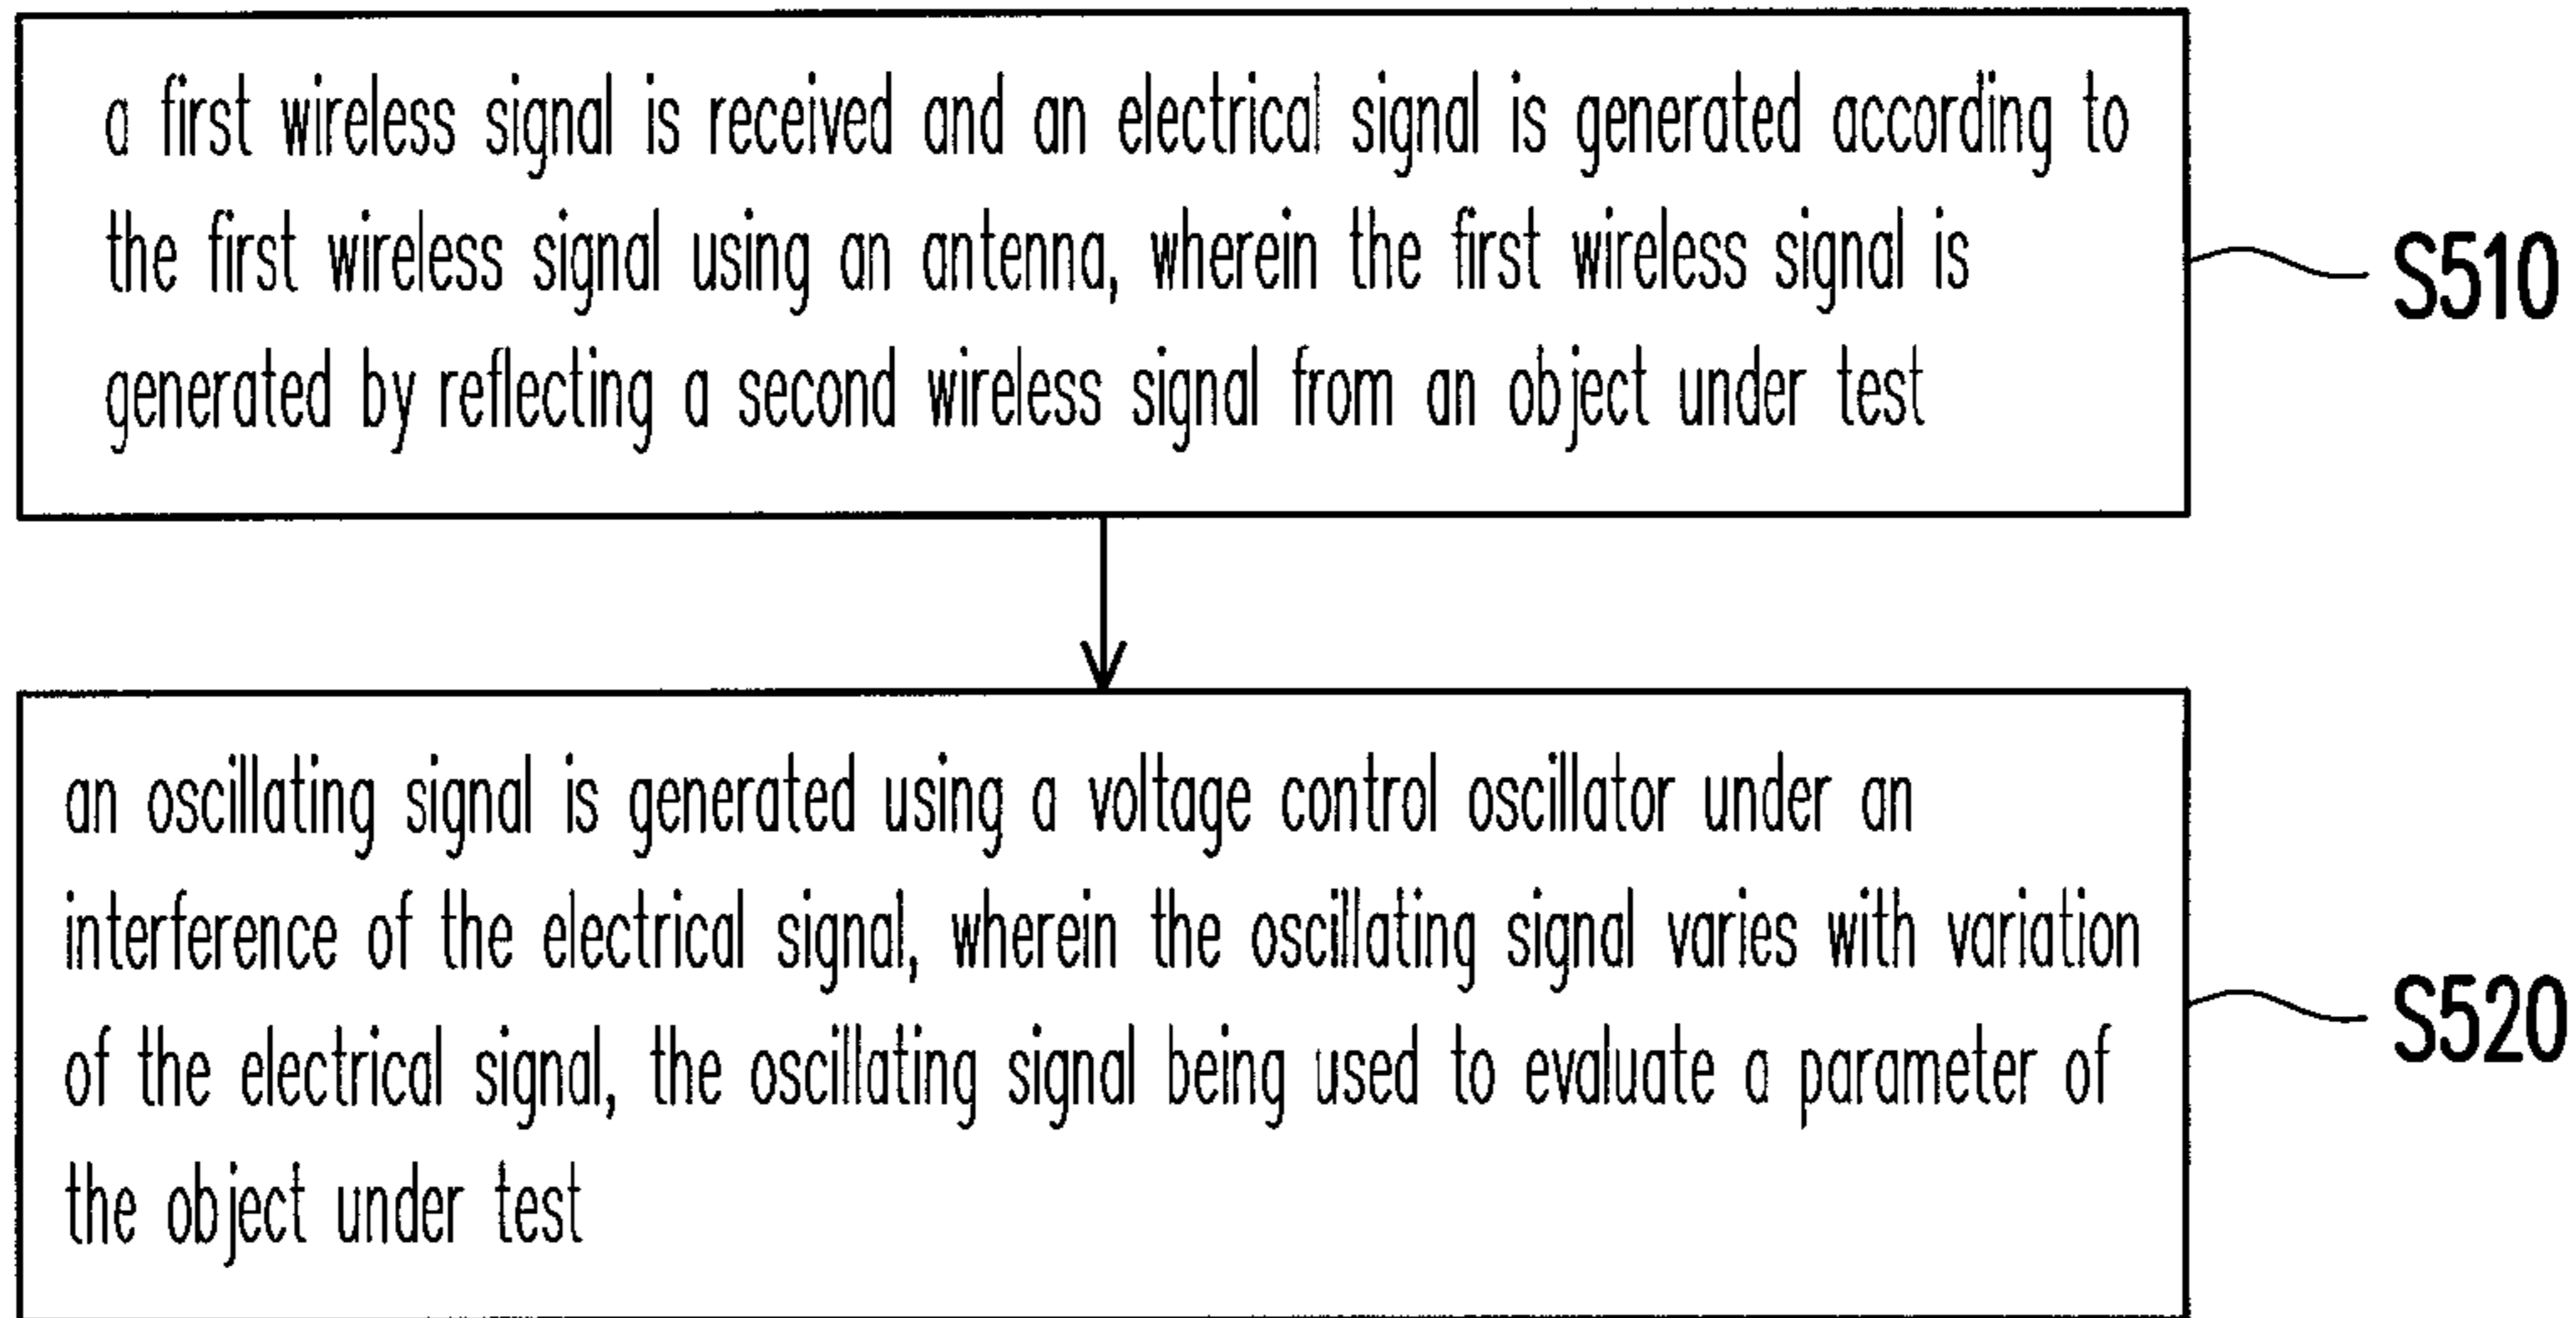 a first wireless signal is received and an electrical signal is generated according to
the first wireless signal using an antenna, wherein the first wireless signal is
generated by reflecting a second wireless signal from an object under test
S510
an oscillating signal is generated using a voltage control oscillator under an
interference of the electrical signal, wherein the oscillating signal varies with variation
of the electrical signal, the oscillating signal being used to evaluate a parameter of
the object under test
S520